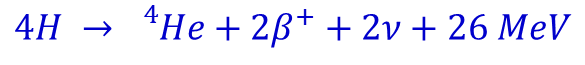 4H → ⁴He + 2β⁺ + 2ν + 26 MeV